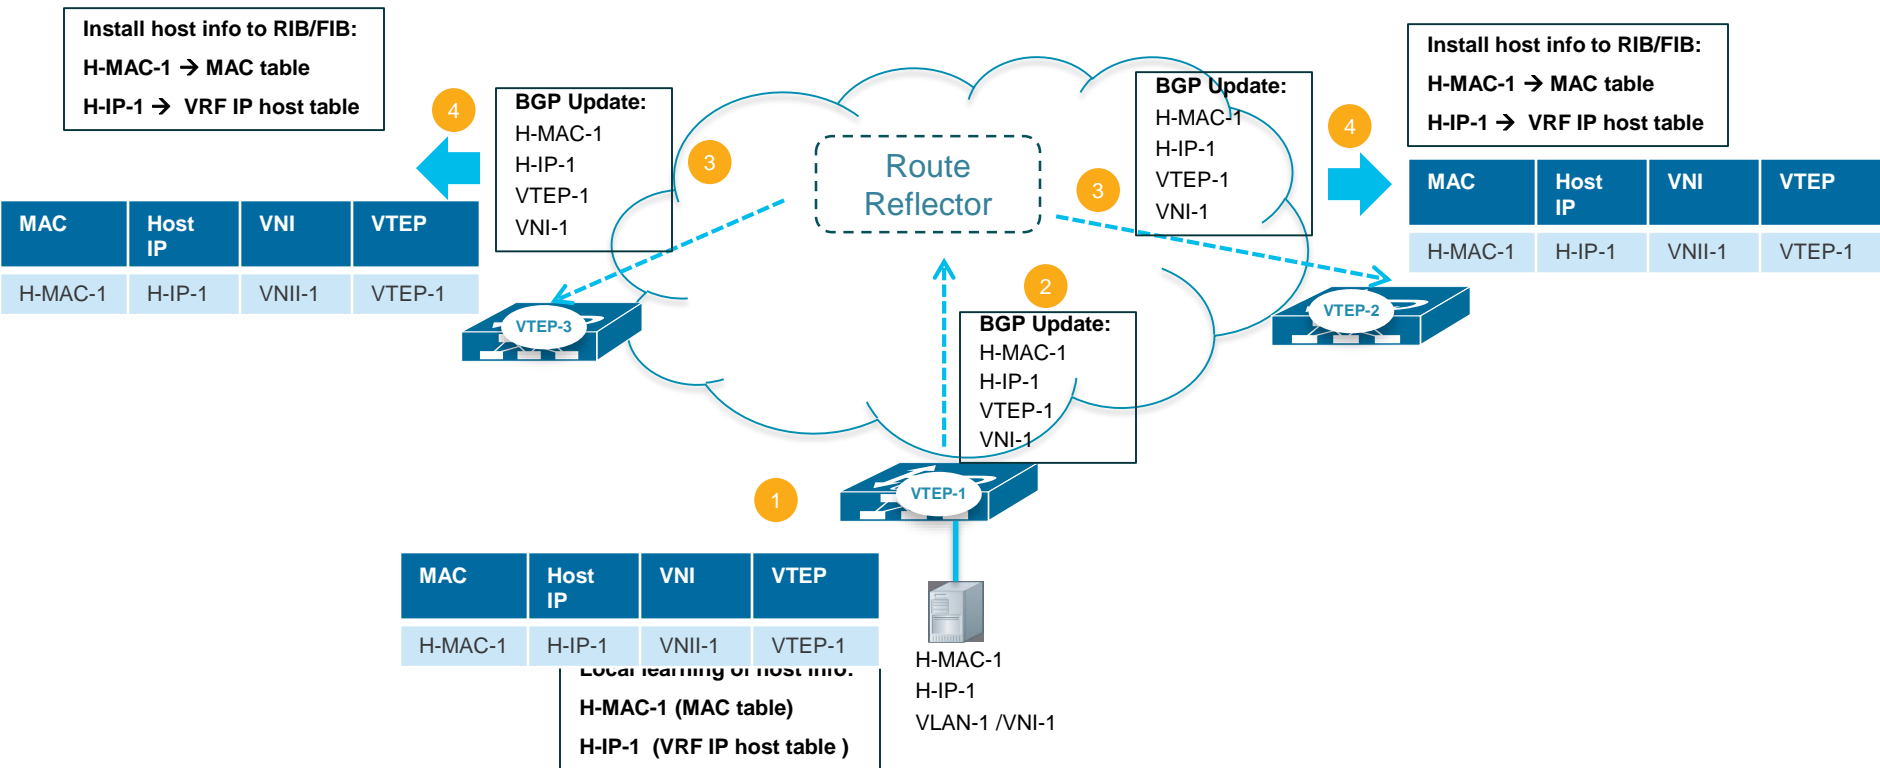 Install host info to RIB/FIB:
H-MAC-1 → MAC table
H-IP-1 → VRF IP host table
4
BGP Update:
H-MAC-1
H-IP-1
VTEP-1
VNI-1
3
MAC Host IP VNI VTEP
H-MAC-1 H-IP-1 VNII-1 VTEP-1
VTEP-3
Route
Reflector
3
BGP Update:
H-MAC-1
H-IP-1
VTEP-1
VNI-1
4
Install host info to RIB/FIB:
H-MAC-1 → MAC table
H-IP-1 → VRF IP host table
MAC Host IP VNI VTEP
H-MAC-1 H-IP-1 VNII-1 VTEP-1
VTEP-2
2
BGP Update:
H-MAC-1
H-IP-1
VTEP-1
VNI-1
VTEP-1
1
MAC Host IP VNI VTEP
H-MAC-1 H-IP-1 VNII-1 VTEP-1
Local learning of host info:
H-MAC-1 (MAC table)
H-IP-1 (VRF IP host table )
H-MAC-1
H-IP-1
VLAN-1 /VNI-1